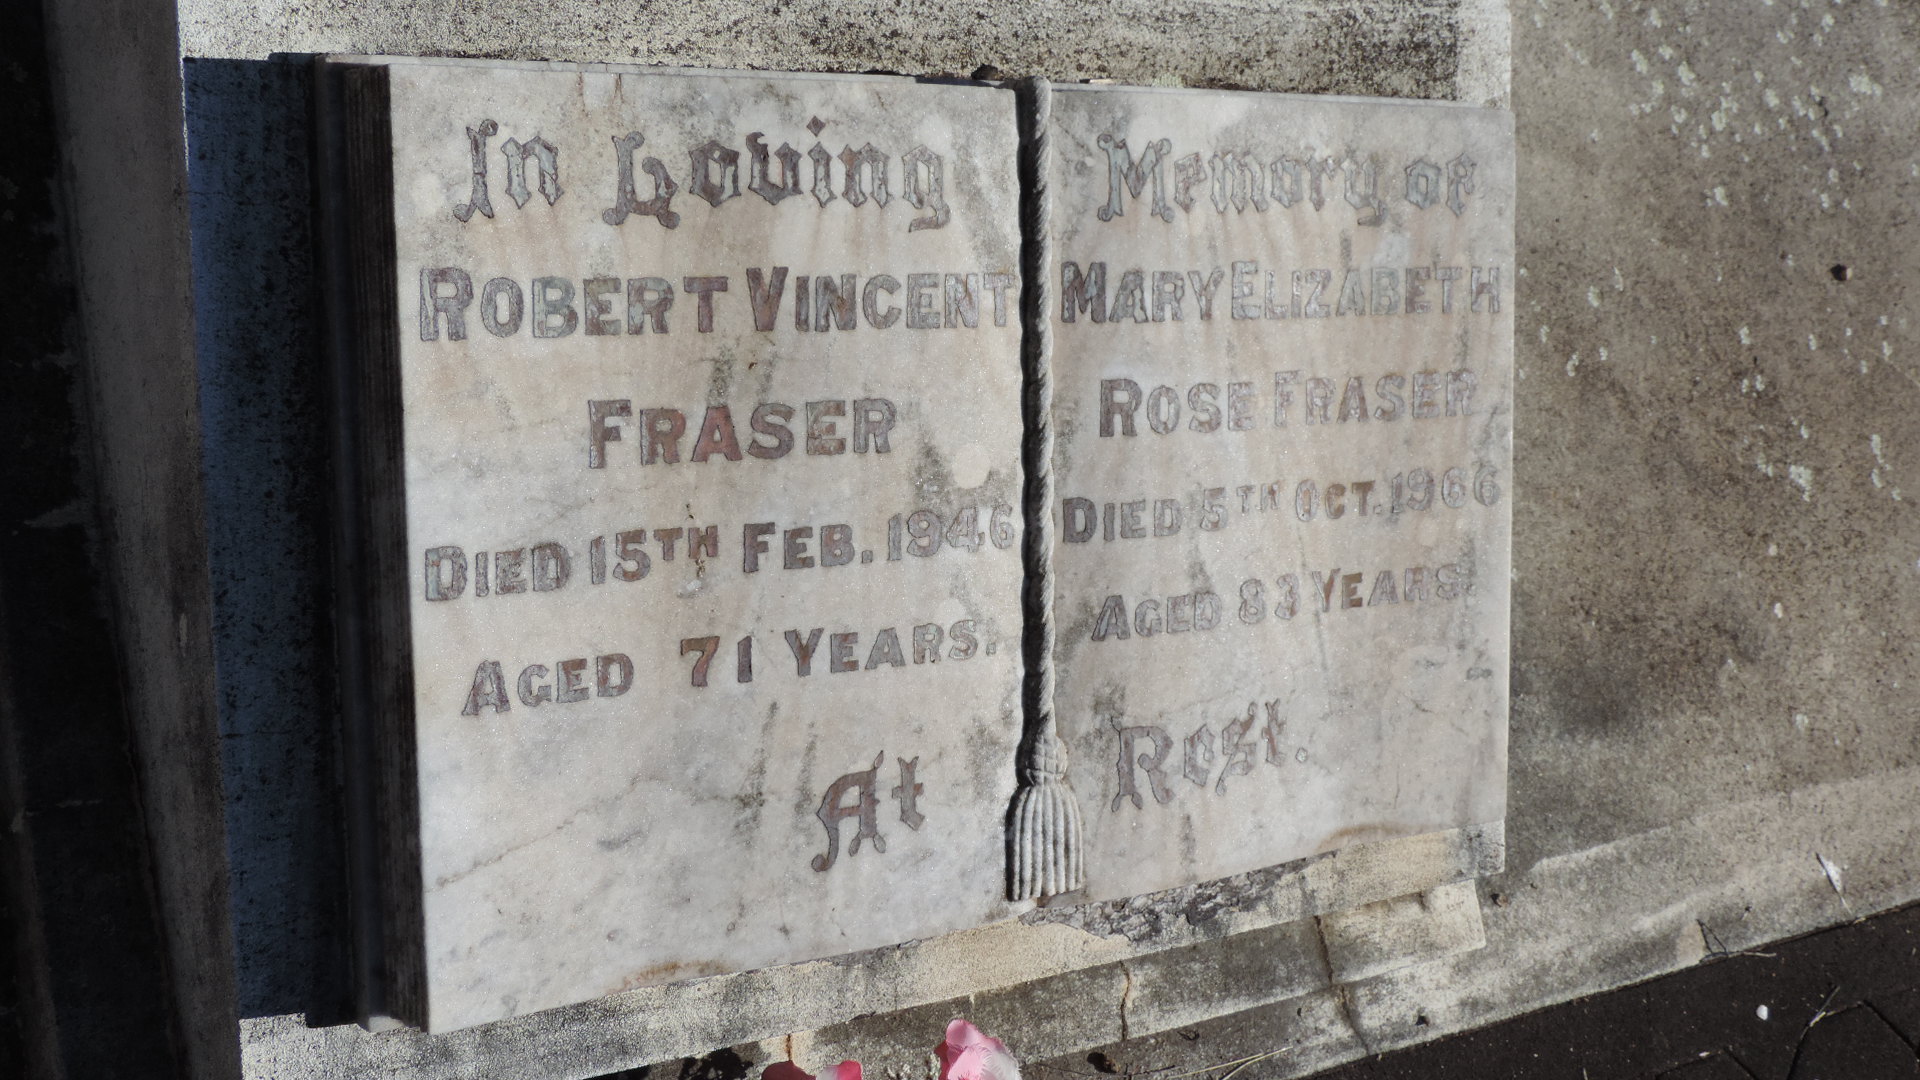 In Loving
ROBERT VINCENT
FRASER
DIED 15TH FEB. 1946
AGED 71 YEARS.
At
Memory of
MARY ELIZABETH
ROSE FRASER
DIED 5TH OCT. 1966
AGED 83 YEARS.
Rest.